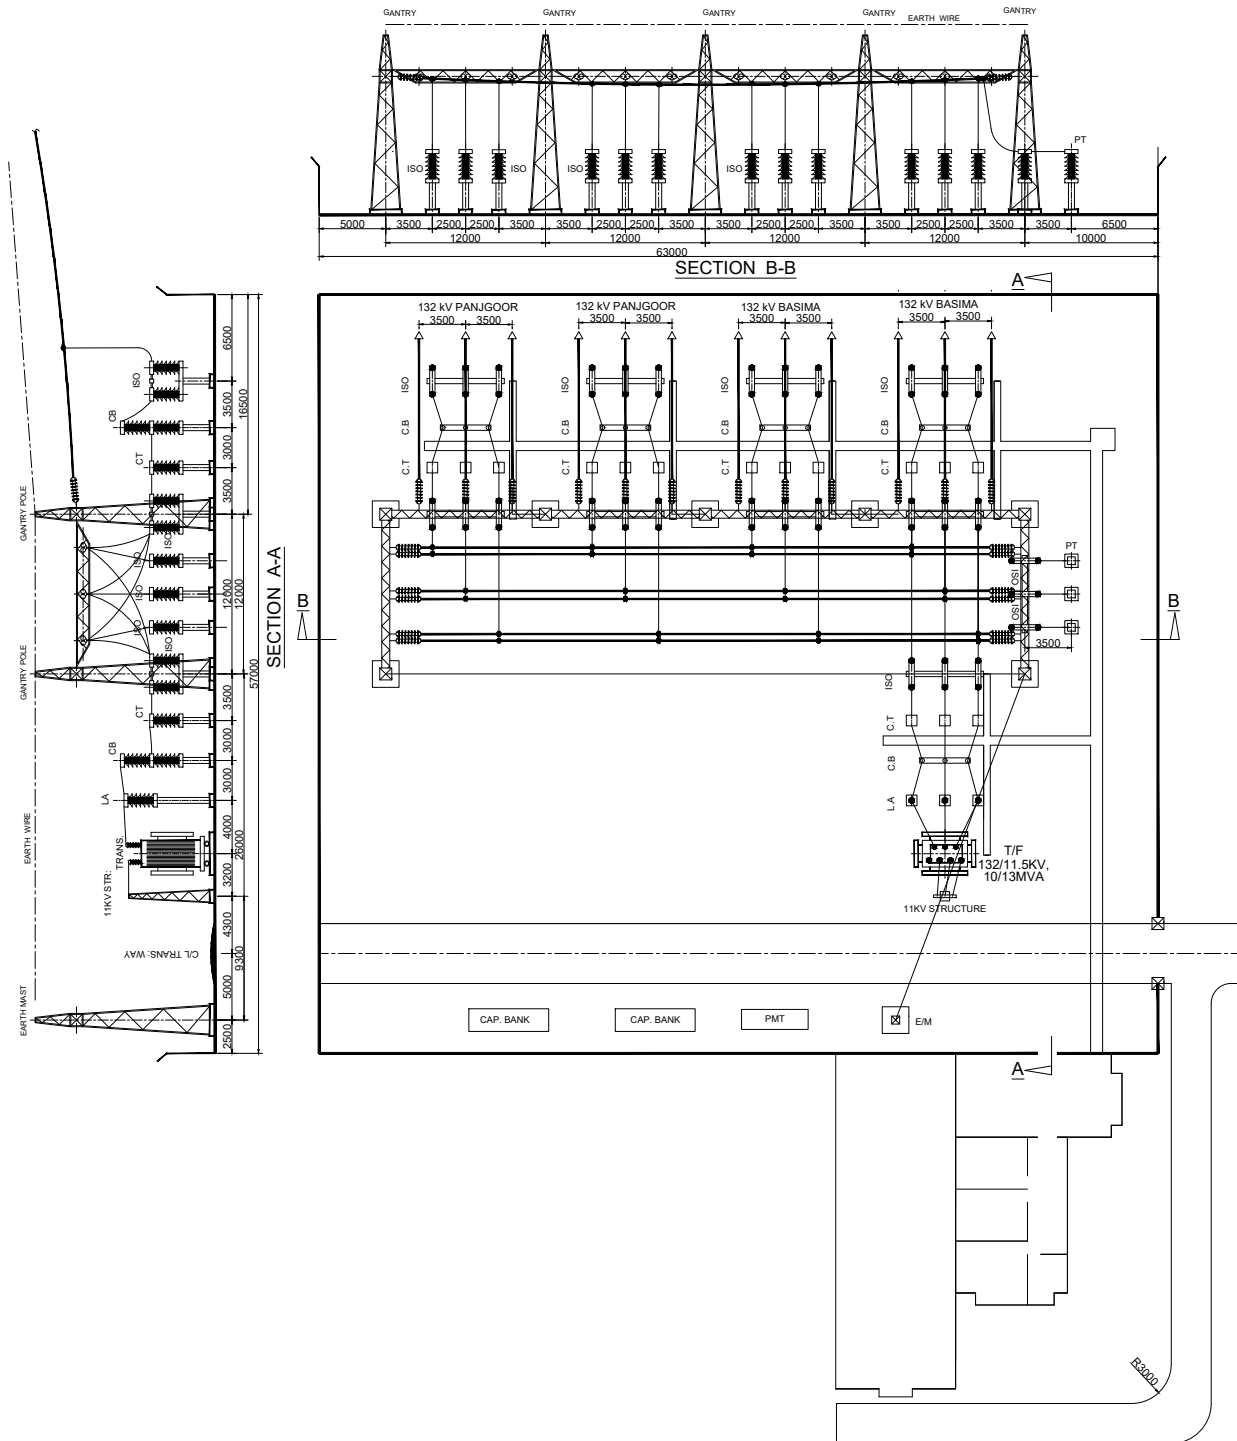 GANTRY
GANTRY
GANTRY
GANTRY
EARTH WIRE
GANTRY
PT
ISO
ISO
ISO
ISO
5000
3500
2500
2500
3500
3500
2500
2500
3500
3500
2500
2500
3500
3500
2500
2500
3500
3500
6500
12000
12000
12000
12000
10000
63000
SECTION B-B
A
132 kV PANJGOOR
3500
3500
132 kV PANJGOOR
3500
3500
132 kV BASIMA
3500
3500
132 kV BASIMA
3500
3500
ISO
ISO
ISO
ISO
C.B
C.B
C.B
C.B
C.T
C.T
C.T
C.T
PT
ISO
ISO
3500
B
B
ISO
C.T
C.B
L.A
T/F
132/11.5KV,
10/13MVA
11KV STRUCTURE
CAP. BANK
CAP. BANK
PMT
E/M
A
R3000
SECTION A-A
ISO
CB
CT
ISO
ISO
ISO
ISO
ISO
CT
CB
LA
TRANS.
11KV STR:
C/L TRANS: WAY
GANTRY POLE
GANTRY POLE
EARTH WIRE
EARTH MAST
6500
3500
3000
3500
16500
12600
12000
57000
3500
3000
3000
4000
26000
3200
4300
9300
5000
2500